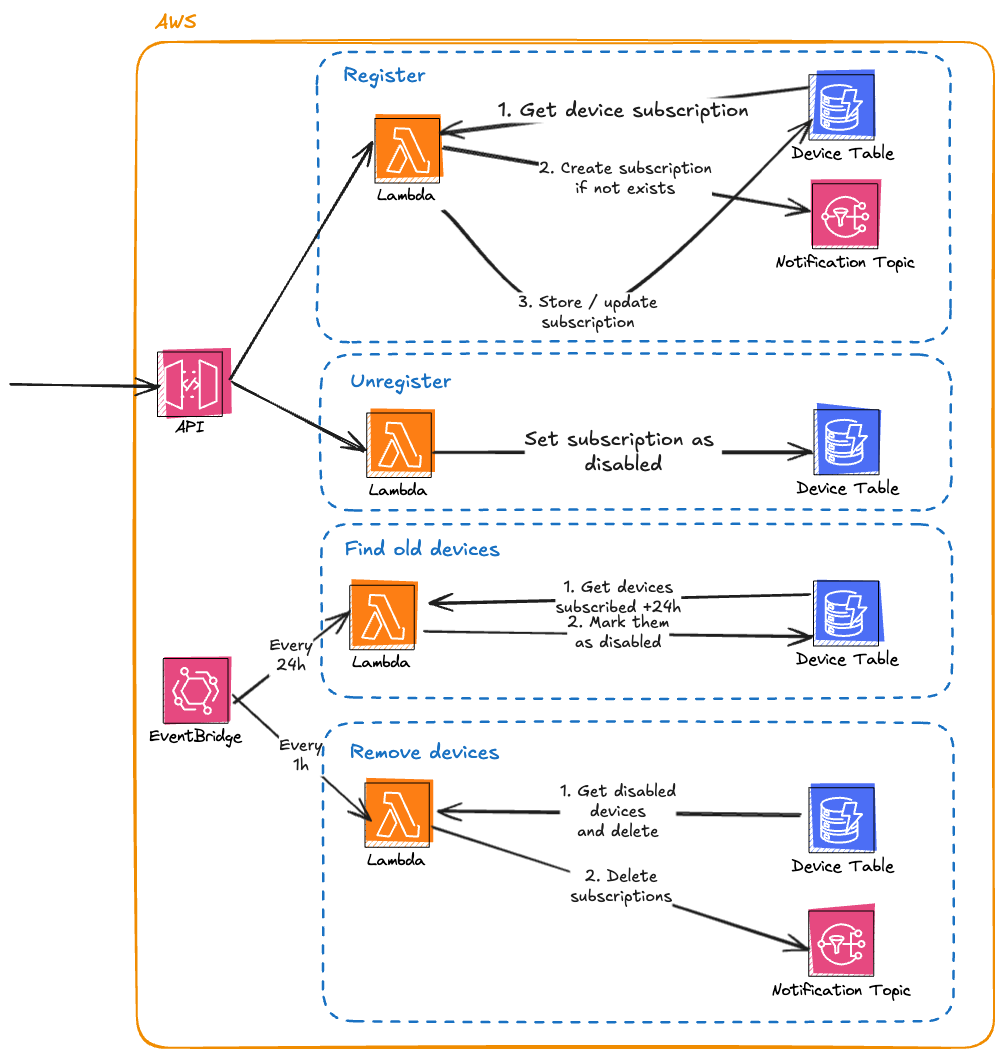 AWS
Register
1. Get device subscription
Device Table
Lambda
2. Create subscription
if not exists
Notification Topic
3. Store / update
subscription
API
Unregister
Set subscription as
disabled
Lambda
Device Table
Find old devices
1. Get devices
subscribed +24h
2. Mark them
as disabled
Every
24h
Lambda
Device Table
EventBridge
Every
1h
Remove devices
1. Get disabled
devices
and delete
Lambda
Device Table
2. Delete
subscriptions
Notification Topic